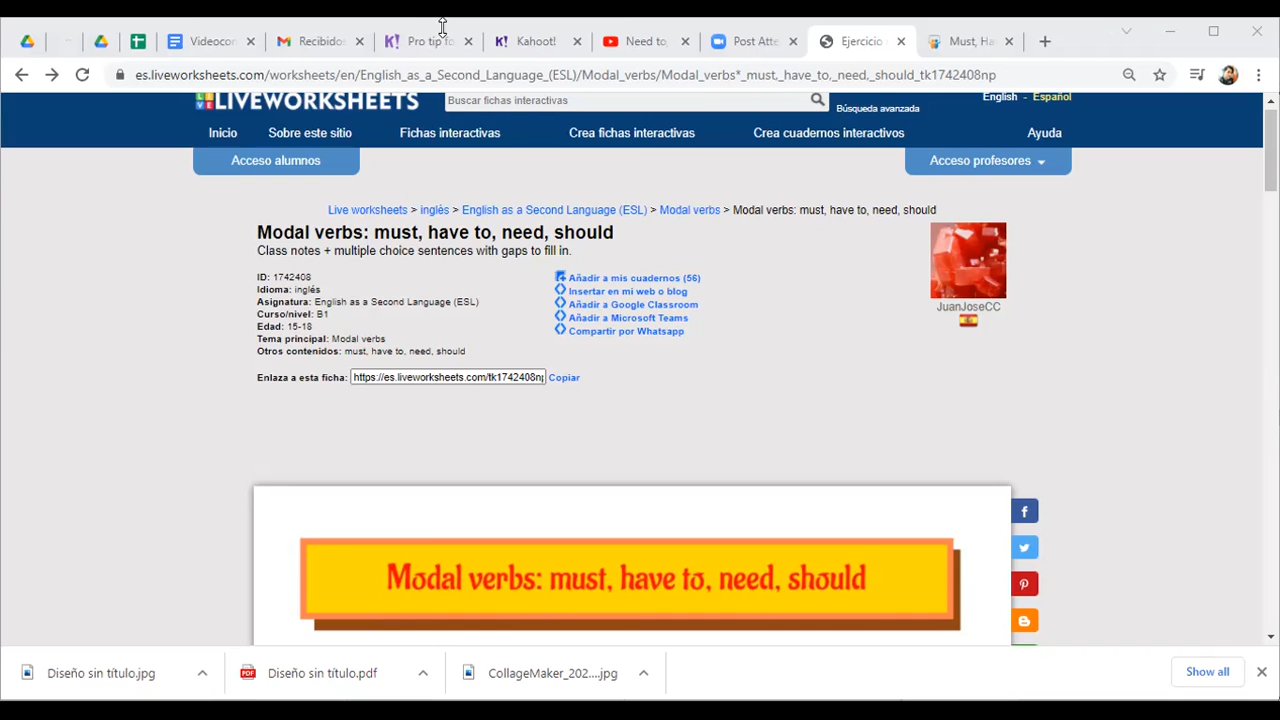 Videocon
Recibidos
Pro tip fo
Kahoot!
Need to,
Post Atte
Ejercicio
Must, Ha
es.liveworksheets.com/worksheets/en/English_as_a_Second_Language_(ESL)/Modal_verbs/Modal_verbs*_must,_have_to,_need,_should_tk1742408np
LIVEWORKSHEETS
Buscar fichas interactivas
Búsqueda avanzada
English - Español
Inicio
Sobre este sitio
Fichas interactivas
Crea fichas interactivas
Crea cuadernos interactivos
Ayuda
Acceso alumnos
Acceso profesores
Live worksheets > inglés > English as a Second Language (ESL) > Modal verbs > Modal verbs: must, have to, need, should
Modal verbs: must, have to, need, should
Class notes + multiple choice sentences with gaps to fill in.
ID: 1742408
Idioma: inglés
Asignatura: English as a Second Language (ESL)
Curso/nivel: B1
Edad: 15-18
Tema principal: Modal verbs
Otros contenidos: must, have to, need, should
Añadir a mis cuadernos (56)
Insertar en mi web o blog
Añadir a Google Classroom
Añadir a Microsoft Teams
Compartir por Whatsapp
JuanJoseCC
Enlaza a esta ficha: https://es.liveworksheets.com/tk1742408np Copiar
Modal verbs: must, have to, need, should
Diseño sin título.jpg
Diseño sin título.pdf
CollageMaker_202....jpg
Show all